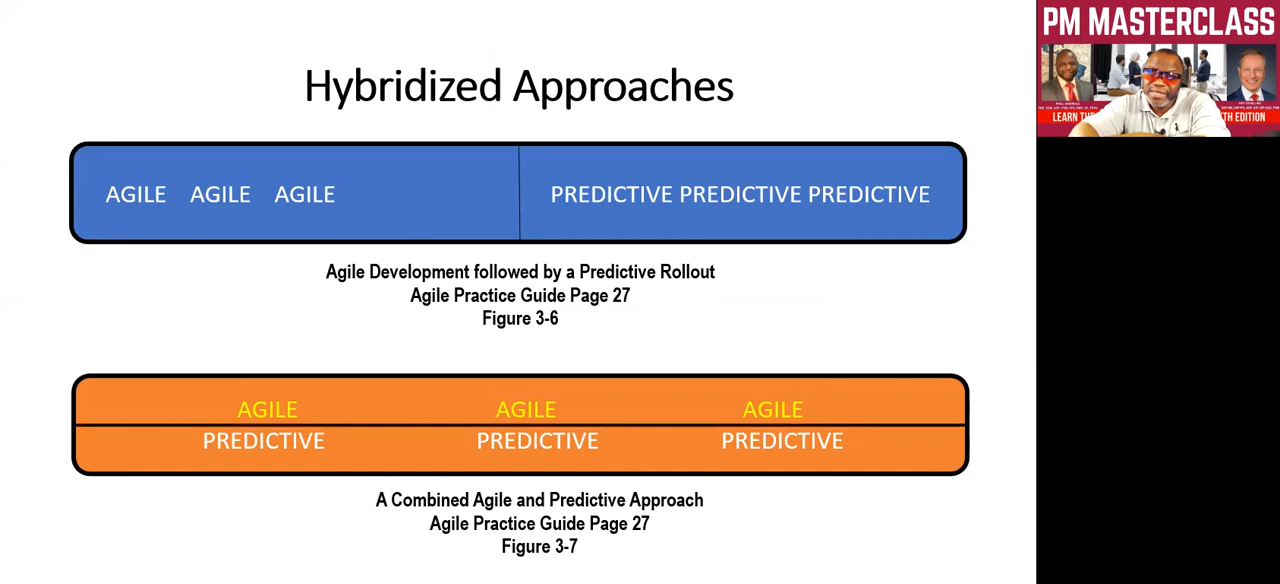 Hybridized Approaches
AGILE AGILE AGILE PREDICTIVE PREDICTIVE PREDICTIVE
Agile Development followed by a Predictive Rollout
Agile Practice Guide Page 27
Figure 3-6
AGILE AGILE AGILE
PREDICTIVE PREDICTIVE PREDICTIVE
A Combined Agile and Predictive Approach
Agile Practice Guide Page 27
Figure 3-7
PM MASTERCLASS
LEARN EDITION